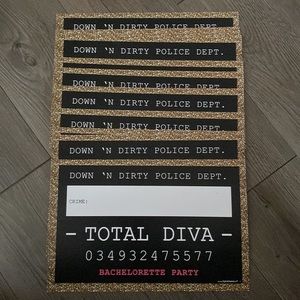 DOWN 'N DIRTY POLICE DEPT.
DOWN 'N DIRTY POLICE DEPT.
DOWN 'N DIRTY POLICE DEPT.
DOWN 'N DIRTY POLICE DEPT.
DOWN 'N DIRTY POLICE DEPT.
DOWN 'N DIRTY POLICE DEPT.
DOWN 'N DIRTY POLICE DEPT.
CRIME:
- TOTAL DIVA -
034932475577
BACHELORETTE PARTY